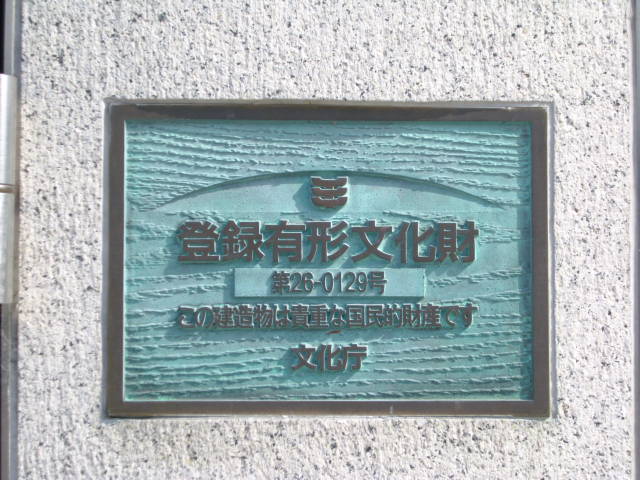 登録有形文化財
第26-0129号
この建造物は貴重な国民的財産です
文化庁